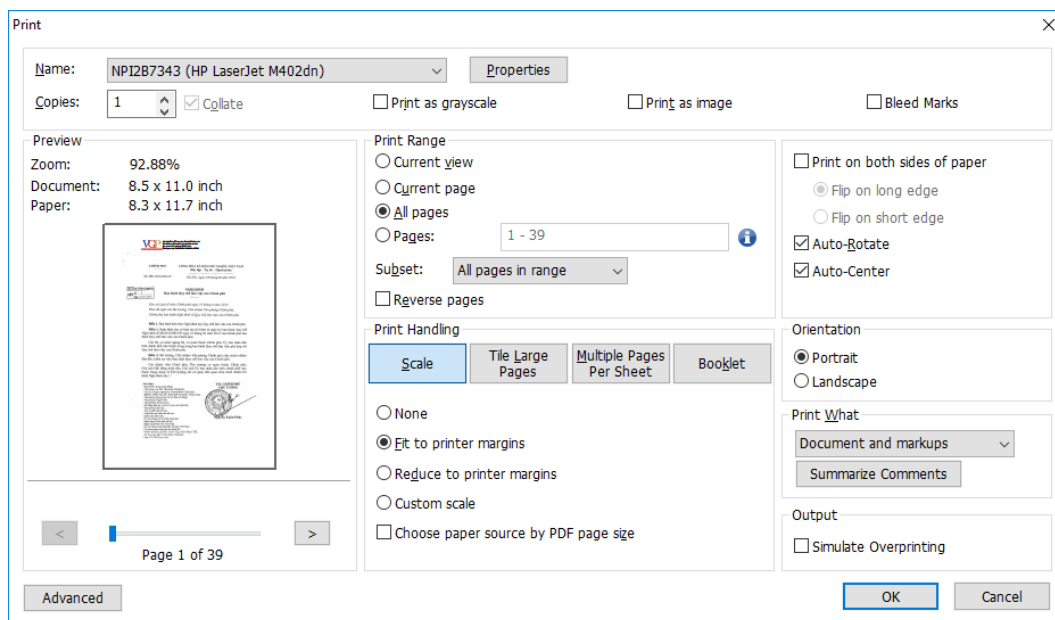 Print
Name:
NPI2B7343 (HP LaserJet M402dn)
Properties
Copies:
1
Collate
Print as grayscale
Print as image
Bleed Marks
Preview
Zoom:
92.88%
Document:
8.5 x 11.0 inch
Paper:
8.3 x 11.7 inch
VGP
<
>
Page 1 of 39
Print Range
Current view
Current page
All pages
Pages:
1 - 39
Subset:
All pages in range
Reverse pages
Print Handling
Scale
Tile Large
Pages
Multiple Pages
Per Sheet
Booklet
None
Fit to printer margins
Reduce to printer margins
Custom scale
Choose paper source by PDF page size
Print on both sides of paper
Flip on long edge
Flip on short edge
Auto-Rotate
Auto-Center
Orientation
Portrait
Landscape
Print What
Document and markups
Summarize Comments
Output
Simulate Overprinting
Advanced
OK
Cancel